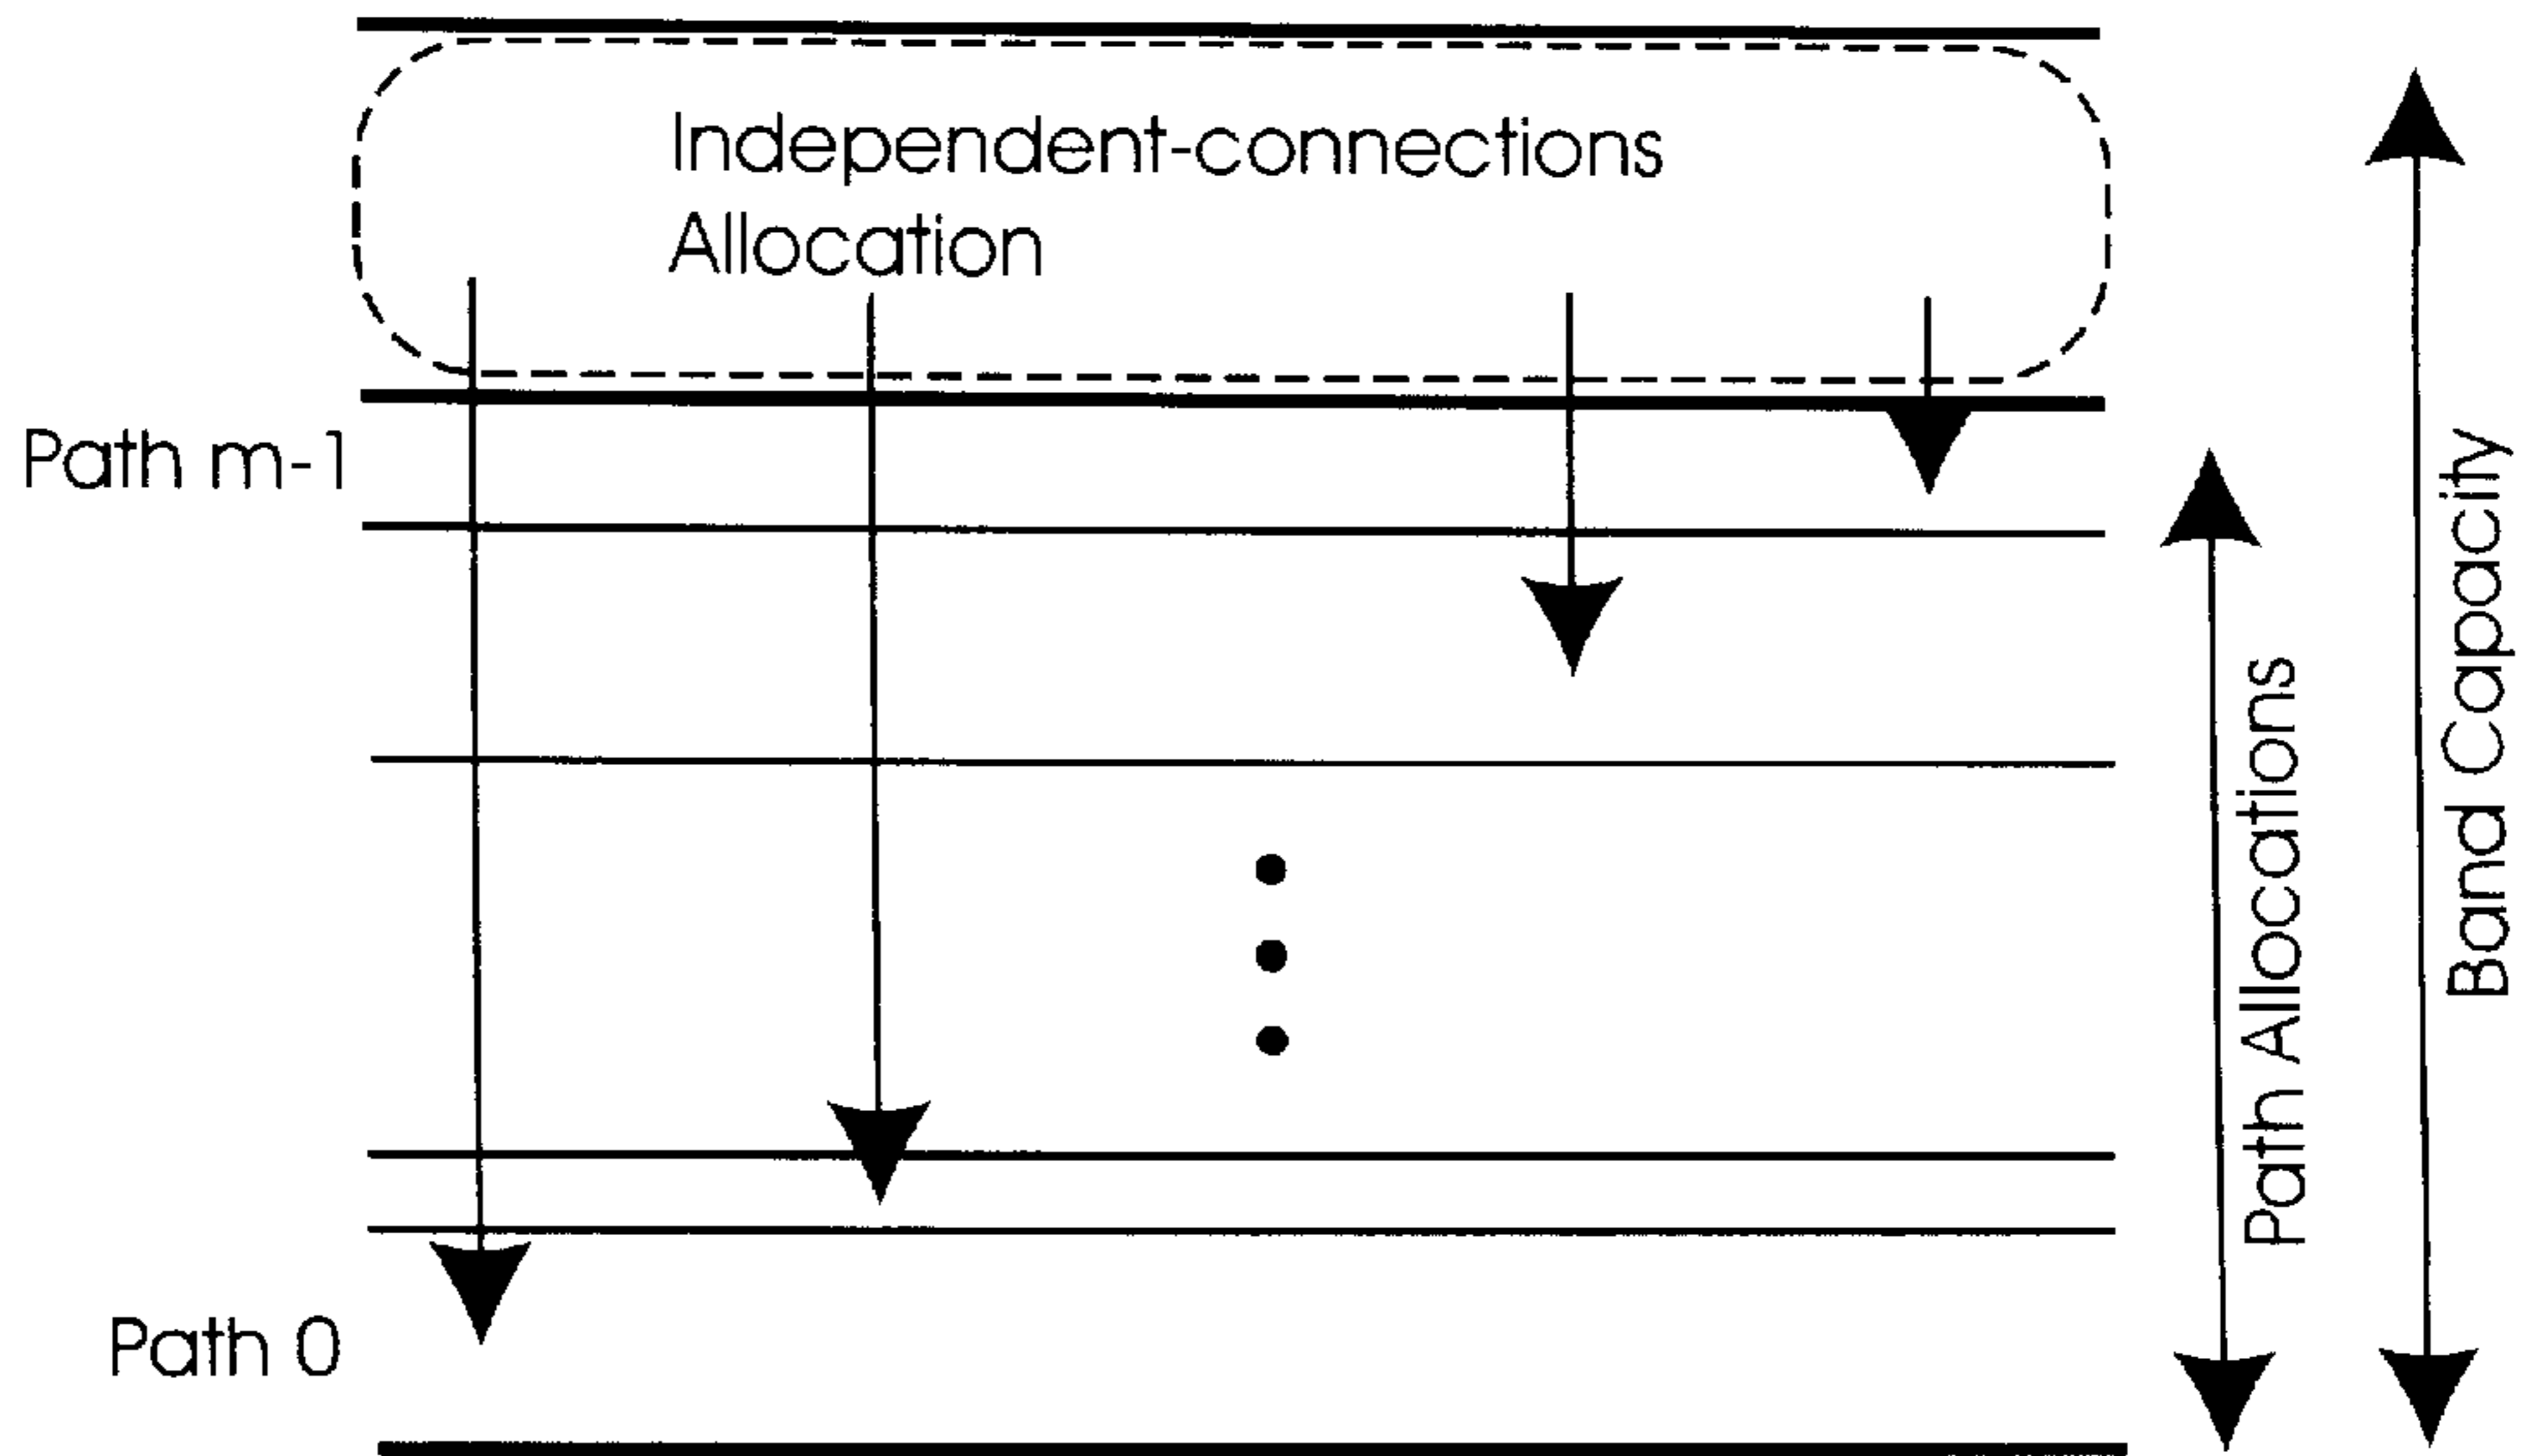 Independent-connections
Allocation
Path m-1
Path 0
Path Allocations
Band Capacity